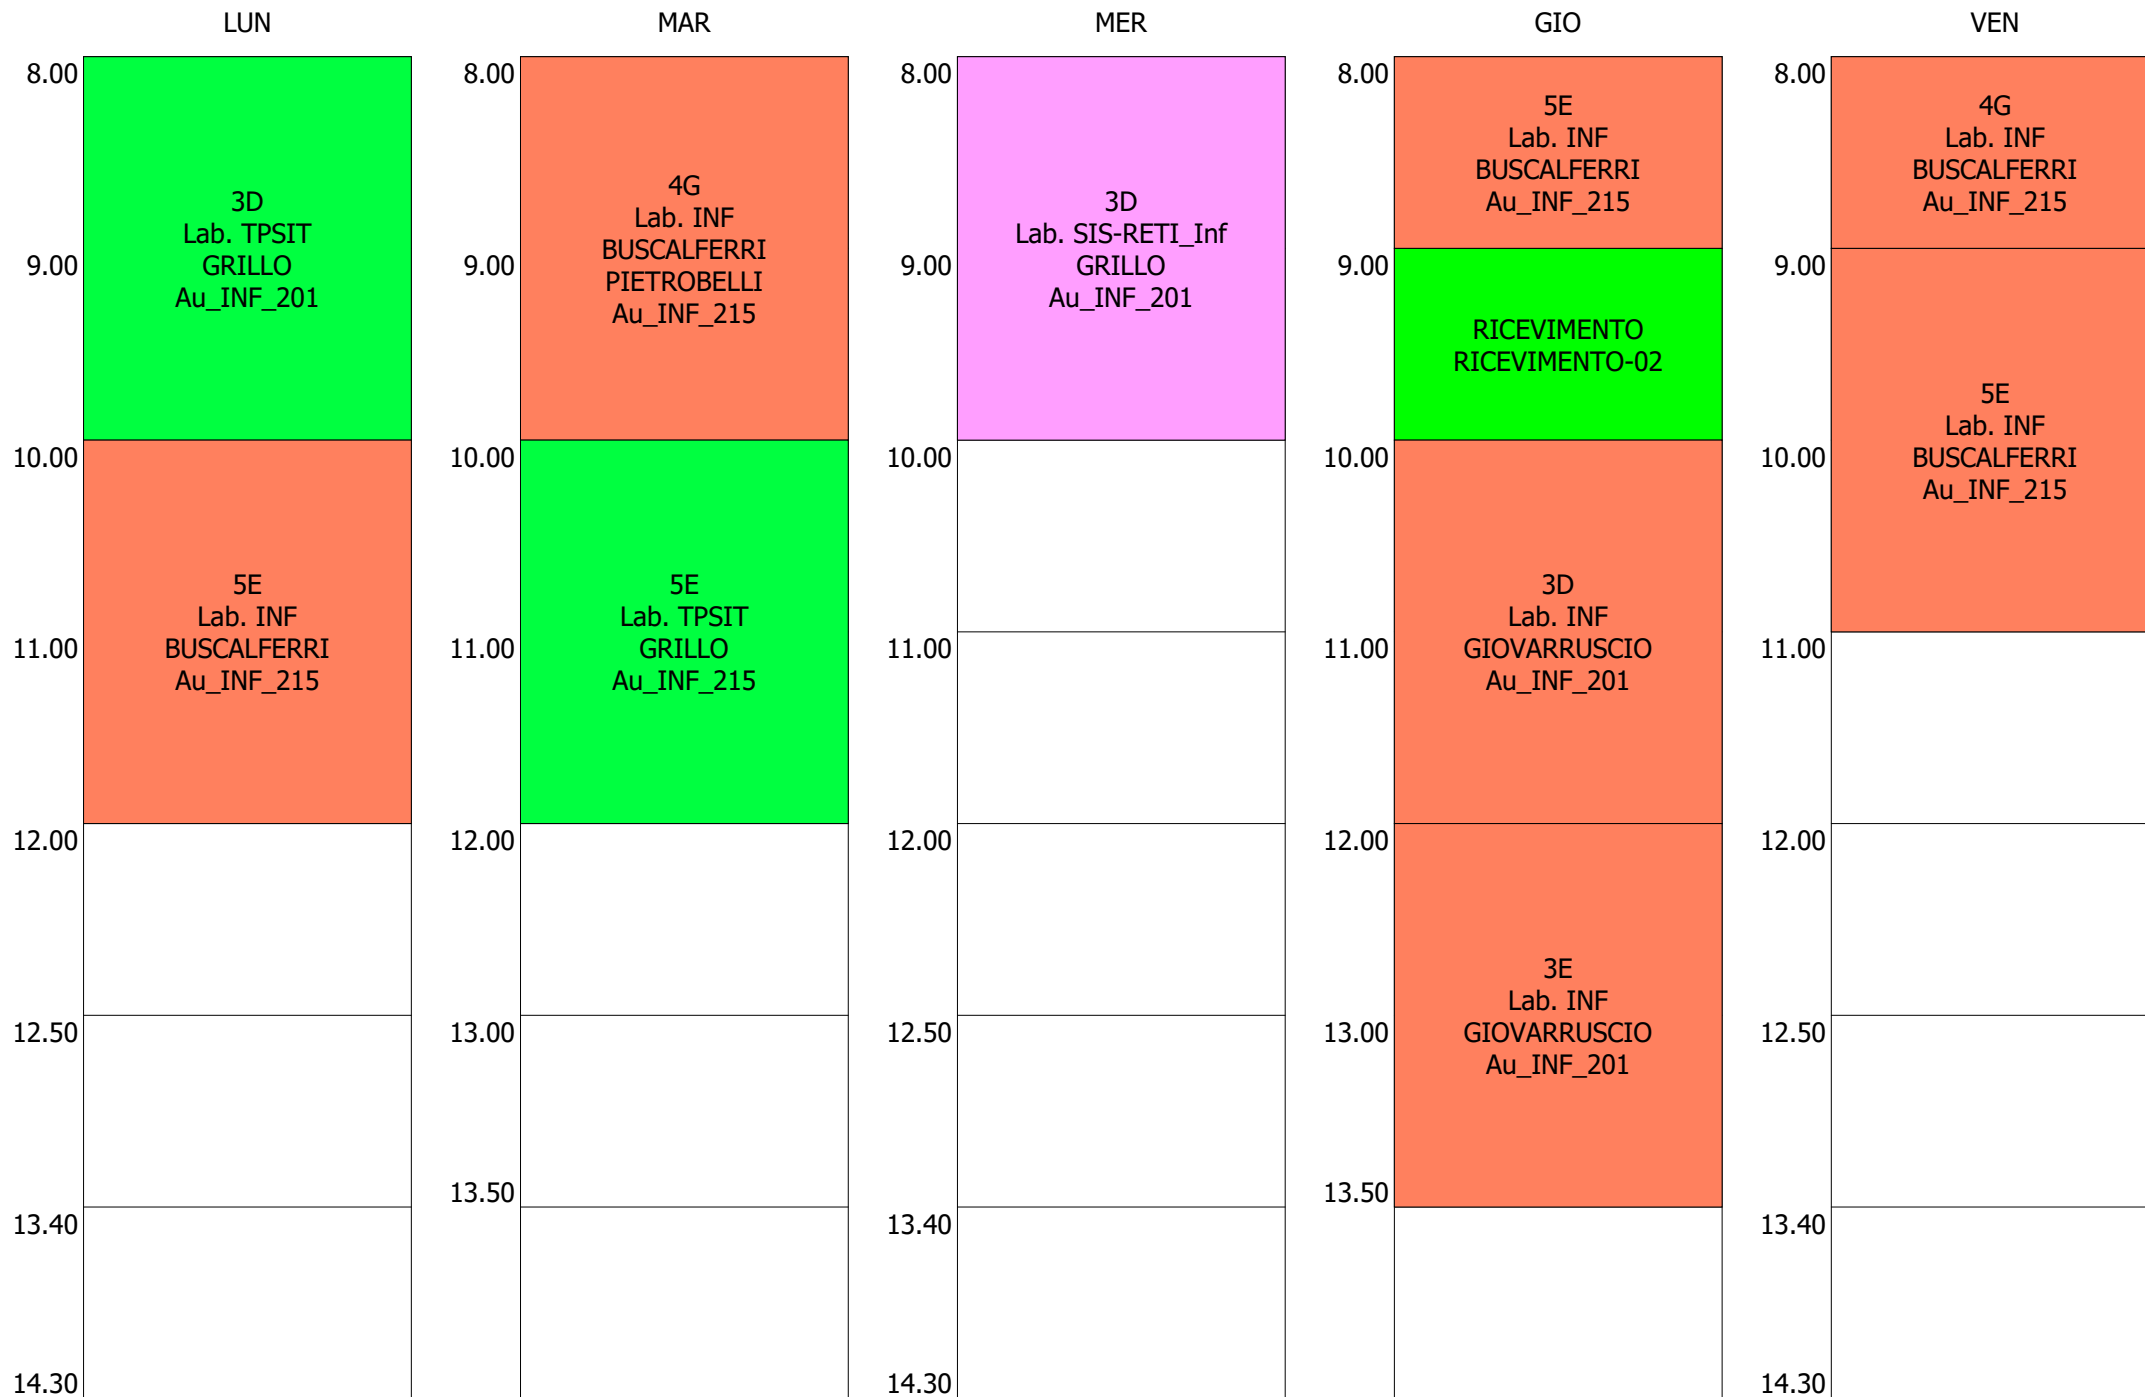 LUN
MAR
MER
GIO
VEN
8.00
3D
Lab. TPSIT
GRILLO
Au_INF_201
9.00
10.00
5E
Lab. INF
BUSCALFERRI
Au_INF_215
11.00
12.00
12.50
13.40
14.30
8.00
4G
Lab. INF
BUSCALFERRI
PIETROBELLI
Au_INF_215
9.00
10.00
5E
Lab. TPSIT
GRILLO
Au_INF_215
11.00
12.00
13.00
13.50
8.00
3D
Lab. SIS-RETI_Inf
GRILLO
Au_INF_201
9.00
10.00
11.00
12.00
12.50
13.40
14.30
8.00
5E
Lab. INF
BUSCALFERRI
Au_INF_215
9.00
RICEVIMENTO
RICEVIMENTO-02
10.00
3D
Lab. INF
GIOVARRUSCIO
Au_INF_201
11.00
12.00
3E
Lab. INF
GIOVARRUSCIO
Au_INF_201
13.00
13.50
8.00
4G
Lab. INF
BUSCALFERRI
Au_INF_215
9.00
5E
Lab. INF
BUSCALFERRI
Au_INF_215
10.00
11.00
12.00
12.50
13.40
14.30